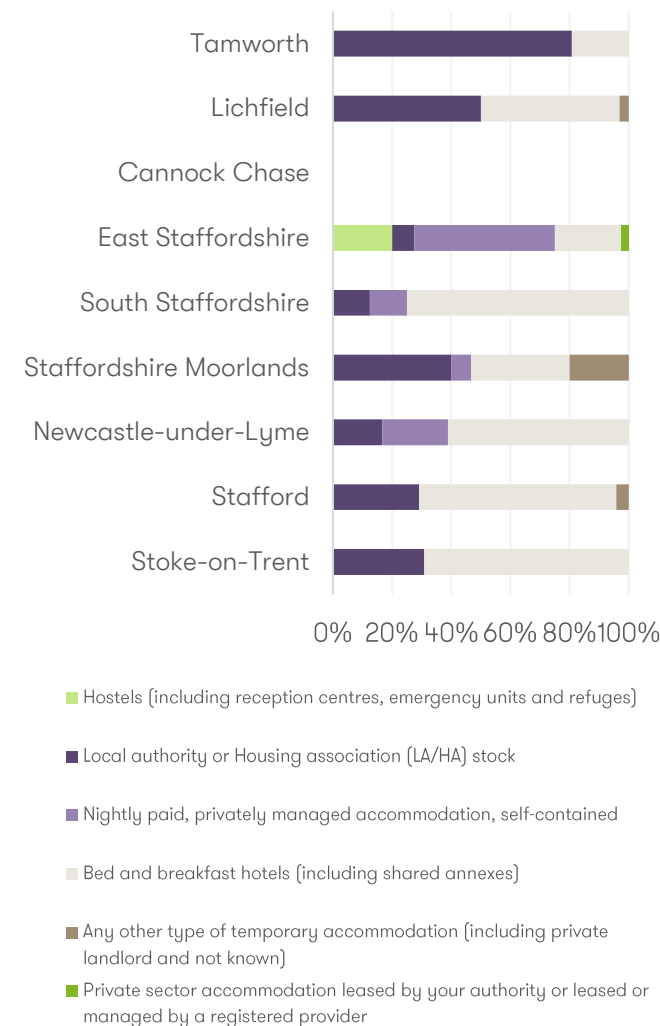 Tamworth
Lichfield
Cannock Chase
East Staffordshire
South Staffordshire
Staffordshire Moorlands
Newcastle-under-Lyme
Stafford
Stoke-on-Trent
0% 20% 40% 60% 80% 100%
Hostels (including reception centres, emergency units and refuges)
Local authority or Housing association (LA/HA) stock
Nightly paid, privately managed accommodation, self-contained
Bed and breakfast hotels (including shared annexes)
Any other type of temporary accommodation (including private
landlord and not known)
Private sector accommodation leased by your authority or leased or
managed by a registered provider